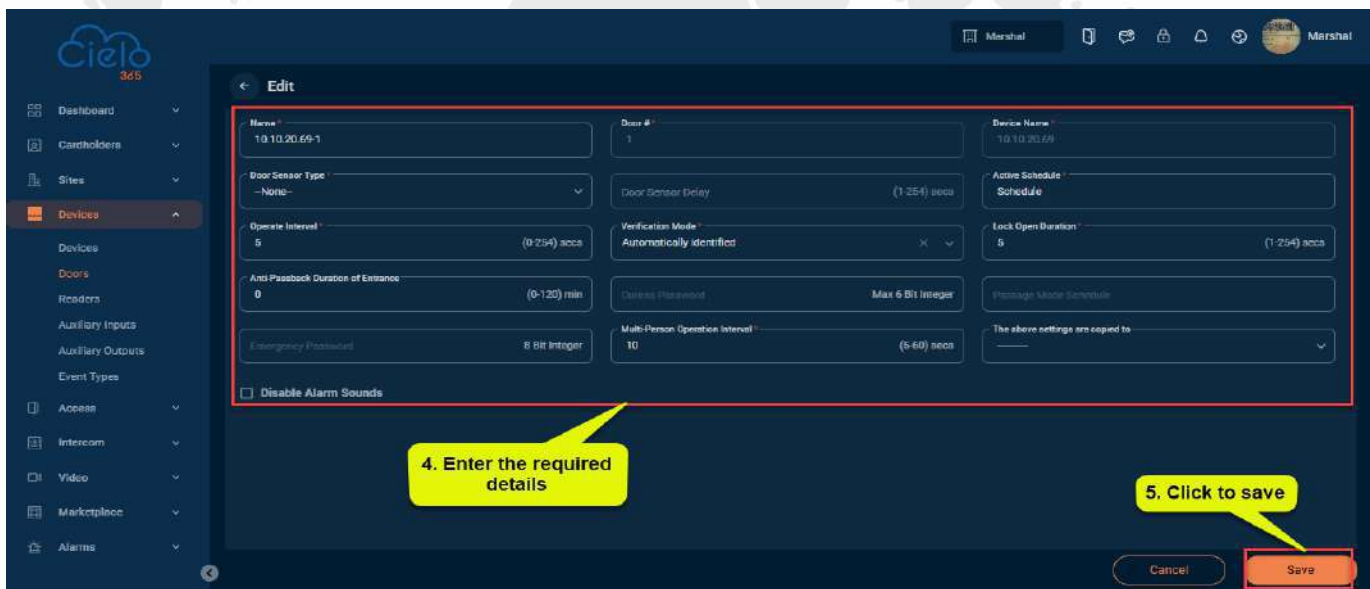 Cielo
365
Marshal
Marshal
Dashboard
Cardholders
Sites
Devices
Devices
Doors
Readers
Auxiliary Inputs
Auxiliary Outputs
Event Types
Access
Intercom
Video
Marketplace
Alarms
Edit
Name *
10.10.20.69-1
Door # *
1
Device Name *
10.10.20.69
Door Sensor Type *
--None--
Door Sensor Delay (1-254) secs
Active Schedule *
Schedule
Operate Interval *
5 (0-254) secs
Verification Mode *
Automatically identified
Lock Open Duration *
5 (1-254) secs
Anti-Passback Duration of Entrance
0 (0-120) min
Duress Password Max 6 Bit Integer
Passage Mode Schedule
Emergency Password 8 Bit Integer
Multi-Person Operation Interval *
10 (5-60) secs
The above settings are copied to
-----
Disable Alarm Sounds
4. Enter the required
details
5. Click to save
Cancel
Save